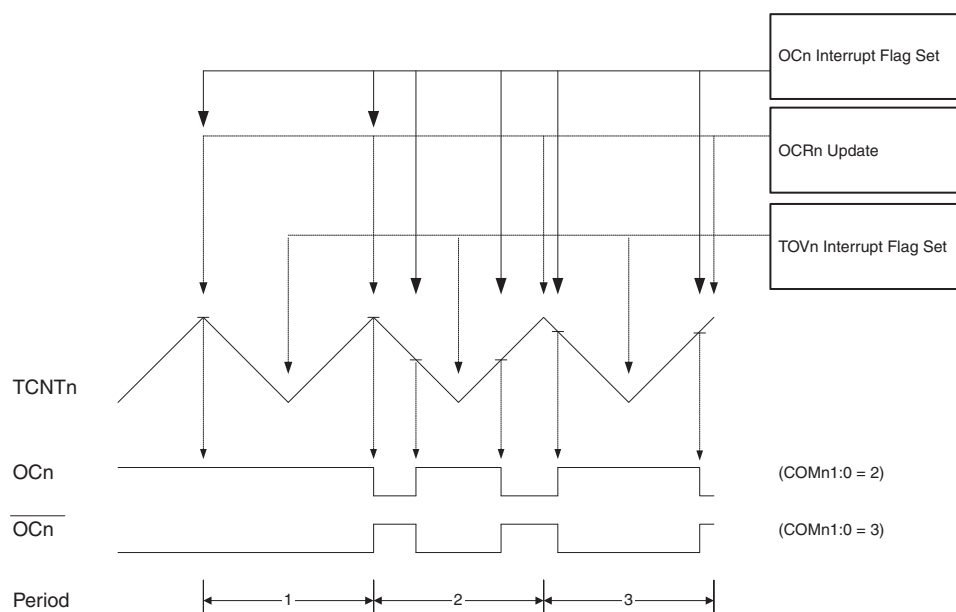 OCn Interrupt Flag Set
OCRn Update
TOVn Interrupt Flag Set
TCNTn
OCn
(COMn1:0 = 2)
OCn
(COMn1:0 = 3)
Period
1
2
3